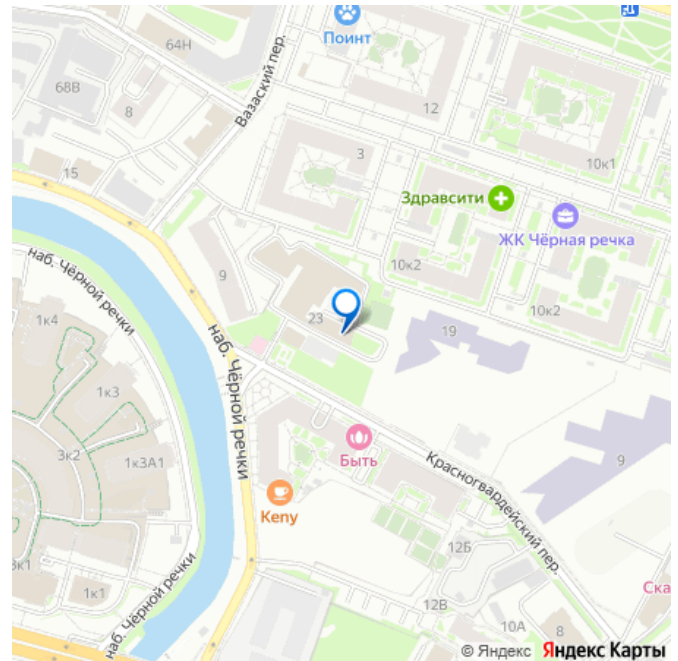 64Н
Поинт
68В
8
Вазаский пер.
12
15
3
10к1
Здравсити
ЖК Чёрная речка
наб. Чёрной речки
9
10к2
10к2
1к4
23
19
наб. Чёрной речки
1к3
3к2
1к3А1
Быть
Красногвардейский пер.
9
Keny
12Б
3к1
1к1
наб. Чёрной речки
12В
10А
8
Ска
© Яндекс Яндекс Карты